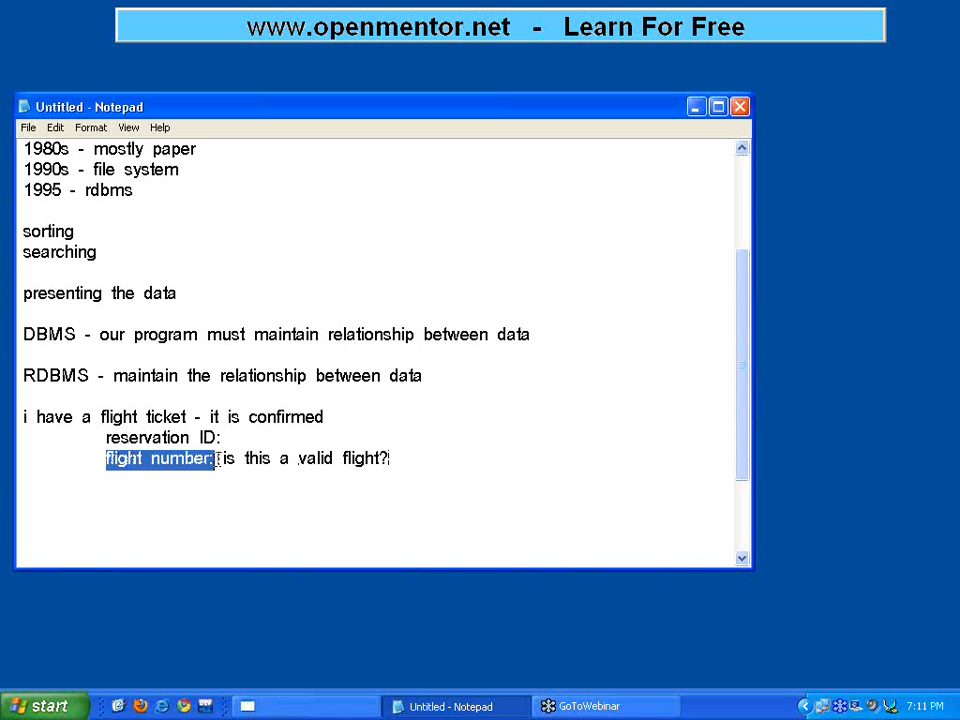 www.openmentor.net - Learn For Free
Untitled - Notepad
File Edit Format View Help
1980s - mostly paper
1990s - file system
1995 - rdbms
sorting
searching
presenting the data
DBMS - our program must maintain relationship between data
RDBMS - maintain the relationship between data
i have a flight ticket - it is confirmed
reservation ID:
flight number: is this a valid flight?
start Untitled - Notepad GoToWebinar 7:11 PM